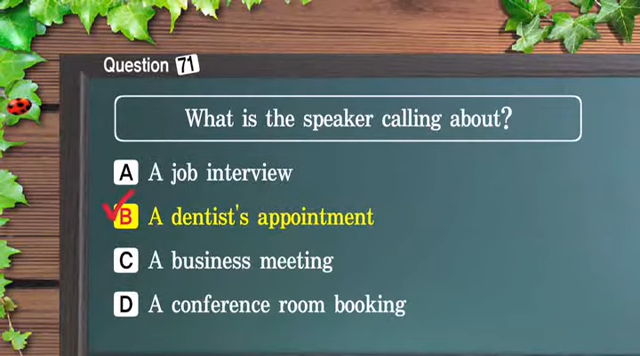 Question 71
What is the speaker calling about?
A A job interview
B A dentist's appointment
C A business meeting
D A conference room booking